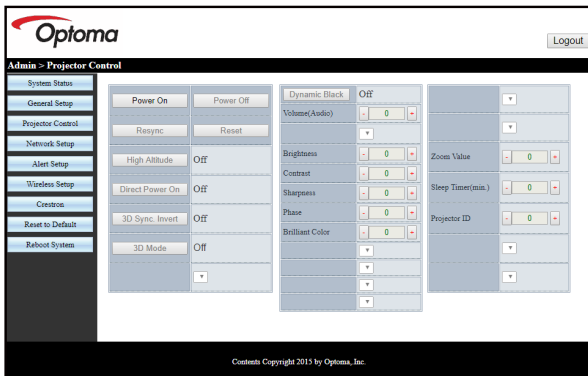 Optoma
Logout
Admin > Projector Control
System Status
General Setup
Projector Control
Network Setup
Alert Setup
Wireless Setup
Crestron
Reset to Default
Reboot System
Power On Power Off
Resync Reset
High Altitude Off
Direct Power On Off
3D Sync. Invert Off
3D Mode Off
Dynamic Black Off
Volume(Audio) - 0 +
Brightness - 0 +
Contrast - 0 +
Sharpness - 0 +
Phase - 0 +
Brilliant Color - 0 +
Zoom Value - 0 +
Sleep Timer(min.) - 0 +
Projector ID - 0 +
Contents Copyright 2015 by Optoma, Inc.